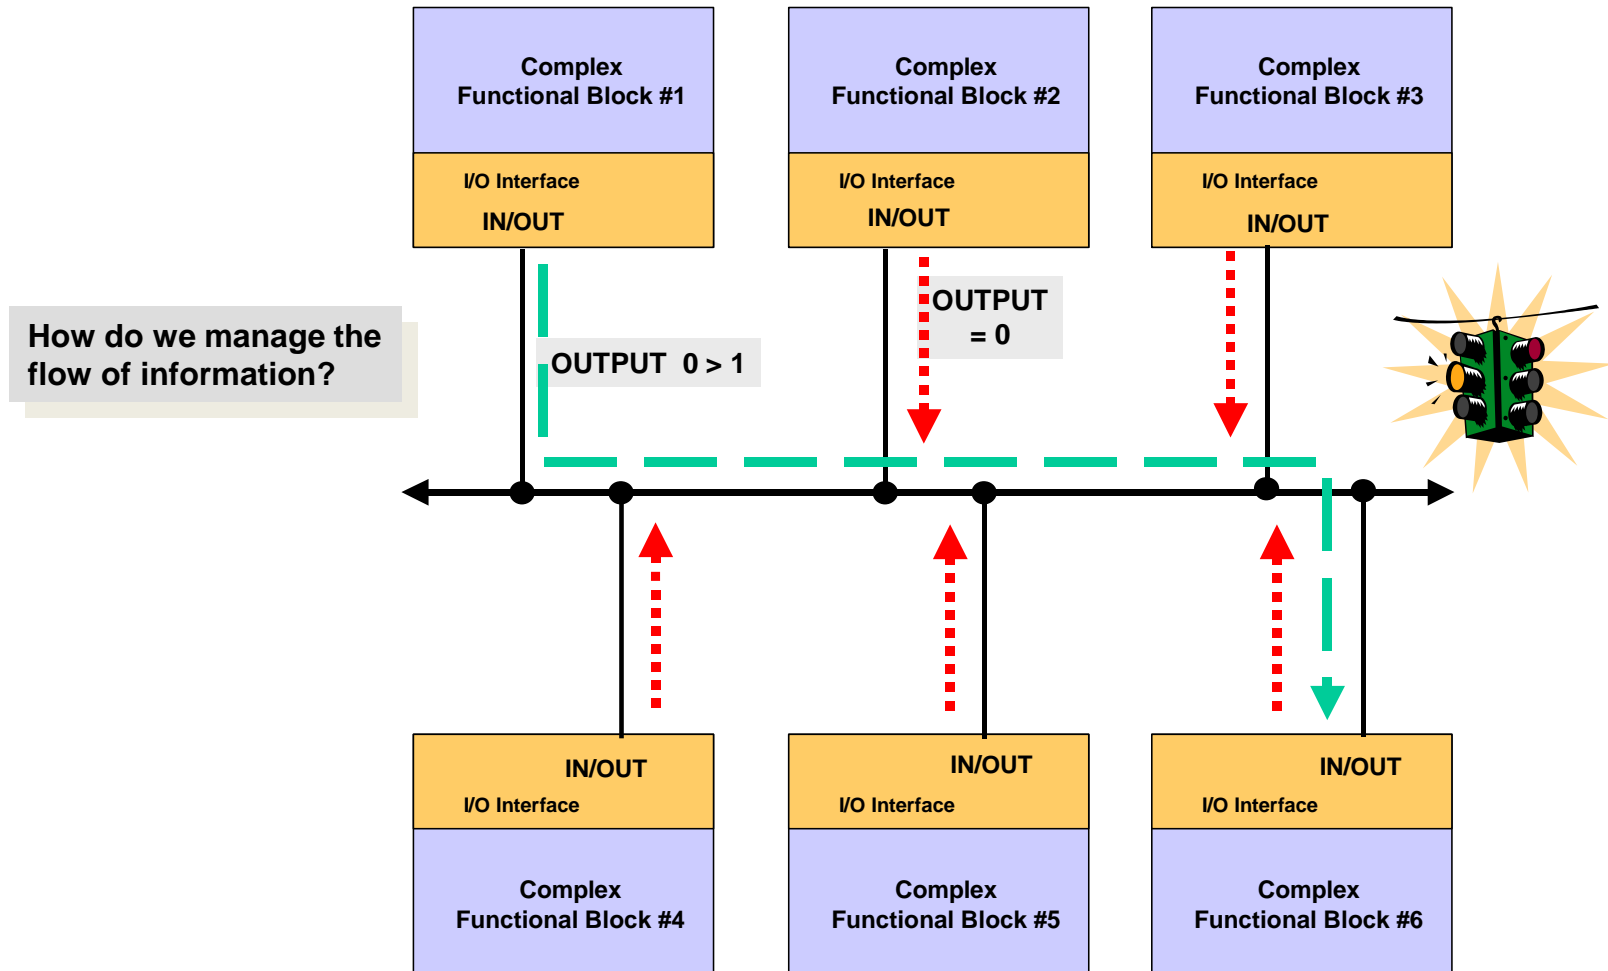 Complex
Functional Block #1
Complex
Functional Block #2
Complex
Functional Block #3
I/O Interface
IN/OUT
I/O Interface
IN/OUT
I/O Interface
IN/OUT
How do we manage the
flow of information?
OUTPUT 0 > 1
OUTPUT
= 0
IN/OUT
I/O Interface
IN/OUT
I/O Interface
IN/OUT
I/O Interface
Complex
Functional Block #4
Complex
Functional Block #5
Complex
Functional Block #6